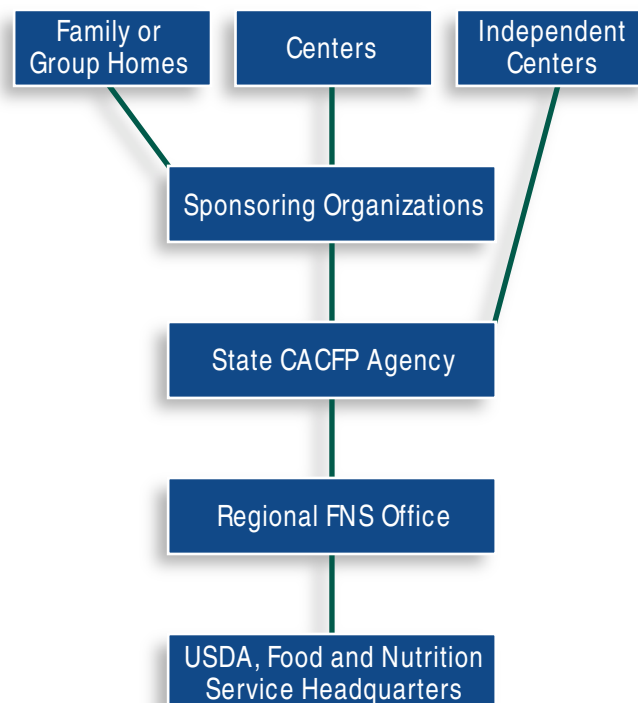 Family or
Group Homes
Centers
Independent
Centers
Sponsoring Organizations
State CACFP Agency
Regional FNS Office
USDA, Food and Nutrition
Service Headquarters